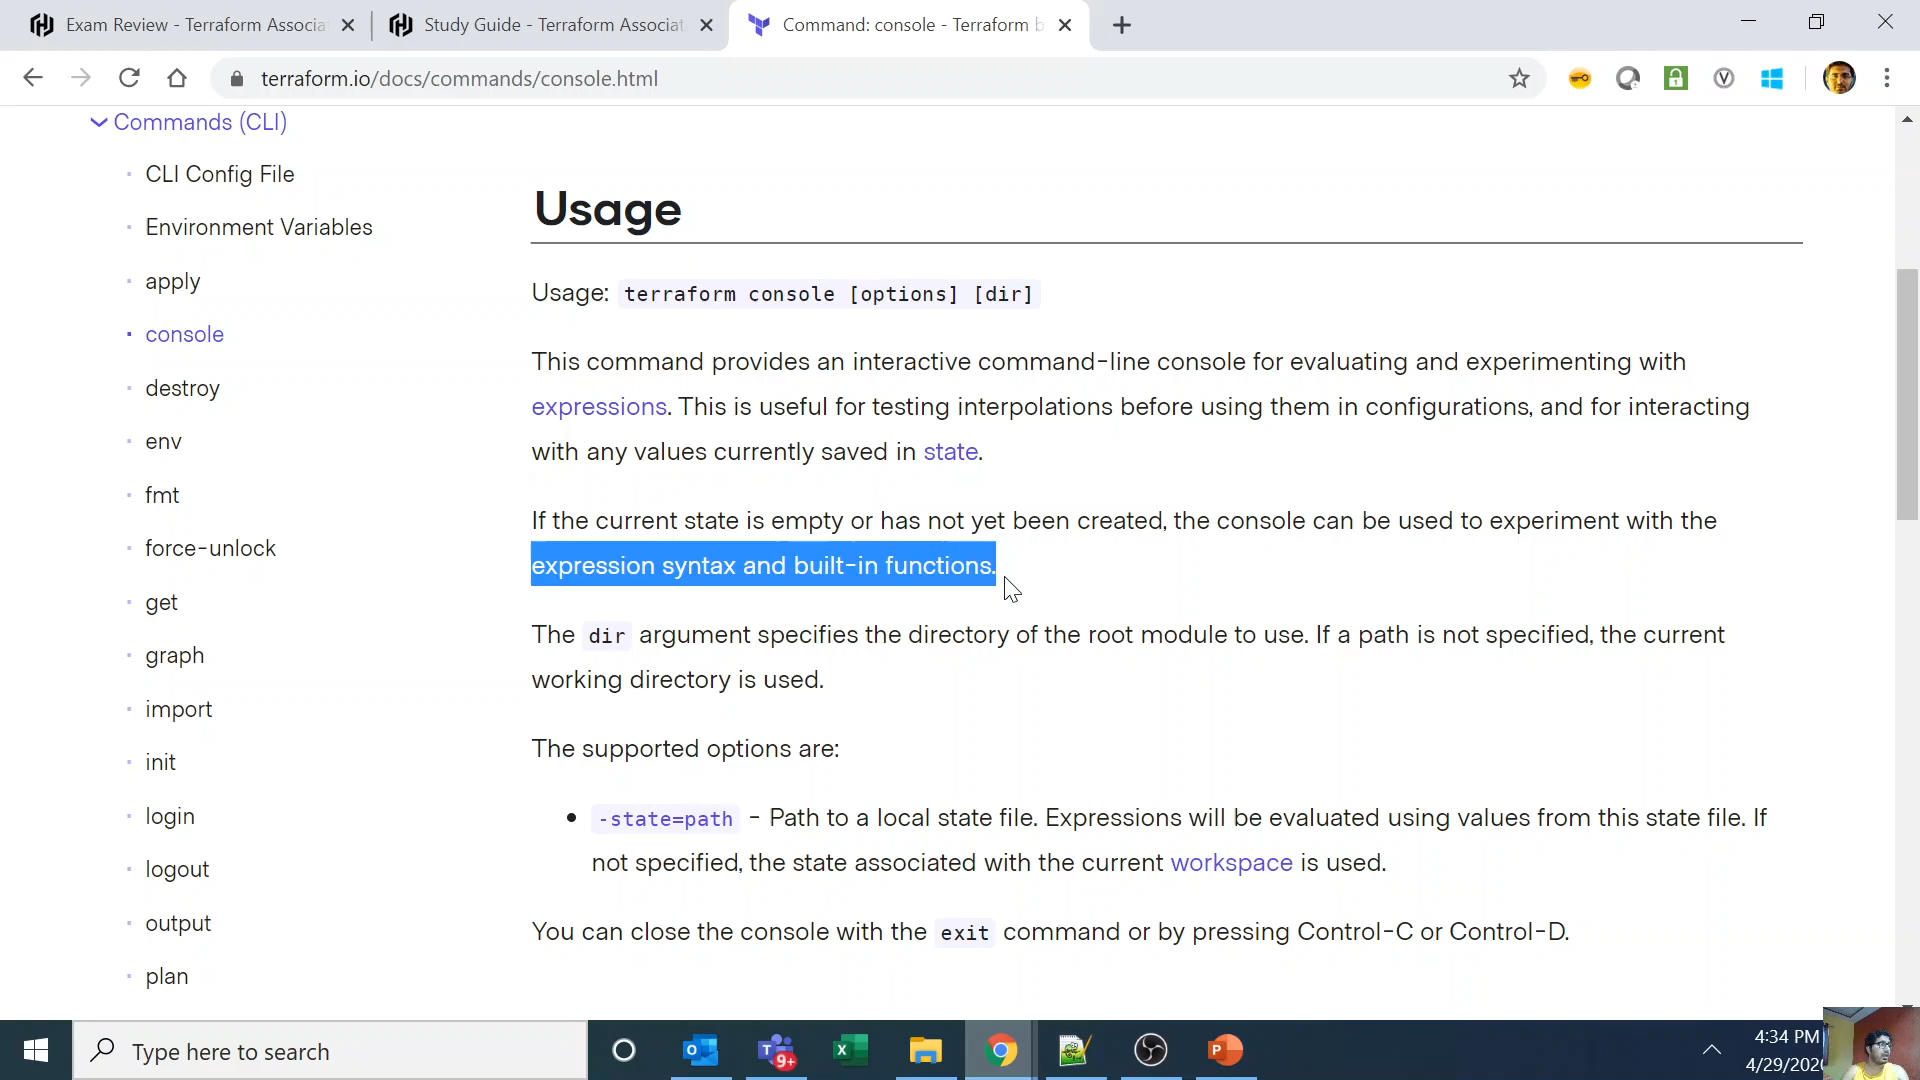 Exam Review - Terraform Associa
Study Guide - Terraform Associat
Command: console - Terraform b
terraform.io/docs/commands/console.html
Commands (CLI)
CLI Config File
Environment Variables
apply
console
destroy
env
fmt
force-unlock
get
graph
import
init
login
logout
output
plan
Usage
Usage: terraform console [options] [dir]
This command provides an interactive command-line console for evaluating and experimenting with
expressions. This is useful for testing interpolations before using them in configurations, and for interacting
with any values currently saved in state.
If the current state is empty or has not yet been created, the console can be used to experiment with the
expression syntax and built-in functions.
The dir argument specifies the directory of the root module to use. If a path is not specified, the current
working directory is used.
The supported options are:
-state=path - Path to a local state file. Expressions will be evaluated using values from this state file. If
not specified, the state associated with the current workspace is used.
You can close the console with the exit command or by pressing Control-C or Control-D.
Type here to search
9+
4:34 PM
4/29/202